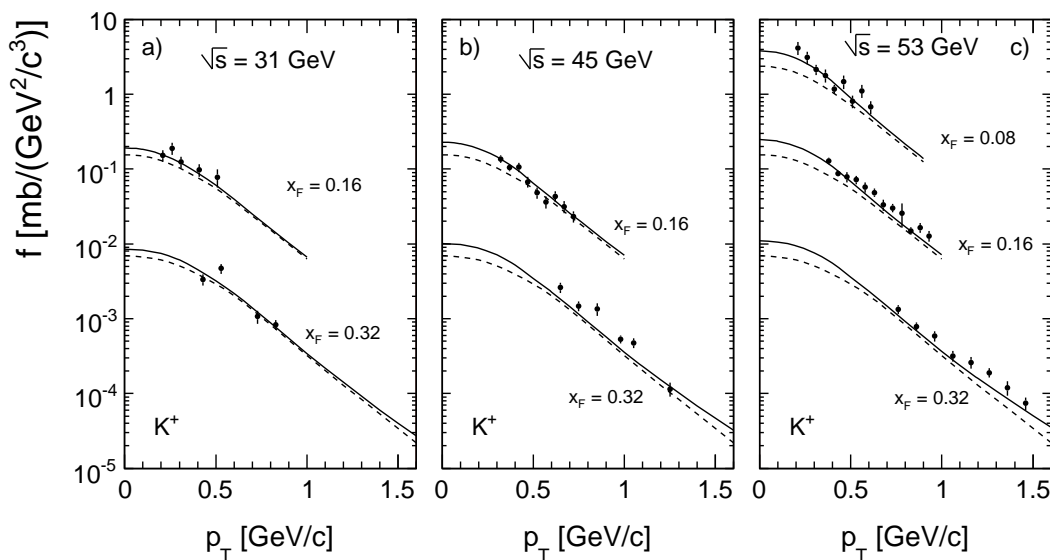 f [mb/(GeV²/c³)]
10
1
10⁻¹
10⁻²
10⁻³
10⁻⁴
10⁻⁵
a)
√s = 31 GeV
x_F = 0.16
x_F = 0.32
K⁺
0 0.5 1 1.5
p_T [GeV/c]
b)
√s = 45 GeV
x_F = 0.16
x_F = 0.32
K⁺
0 0.5 1 1.5
p_T [GeV/c]
√s = 53 GeV
c)
x_F = 0.08
x_F = 0.16
x_F = 0.32
K⁺
0 0.5 1 1.5
p_T [GeV/c]